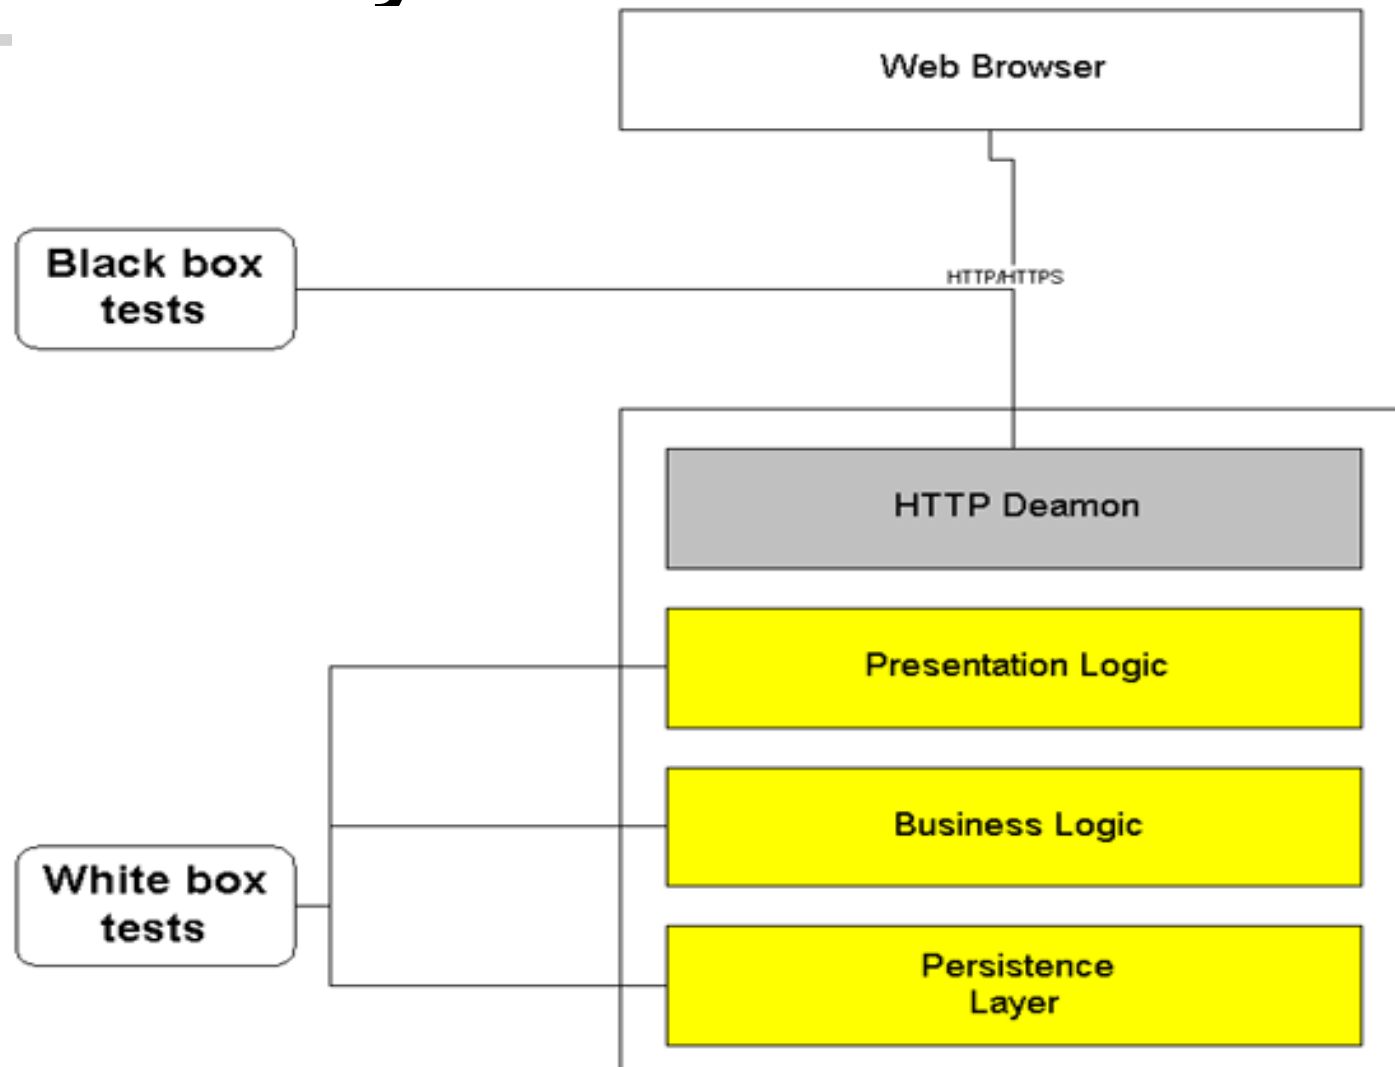 Web Browser
Black box
tests
HTTP/HTTPS
HTTP Deamon
Presentation Logic
Business Logic
White box
tests
Persistence
Layer